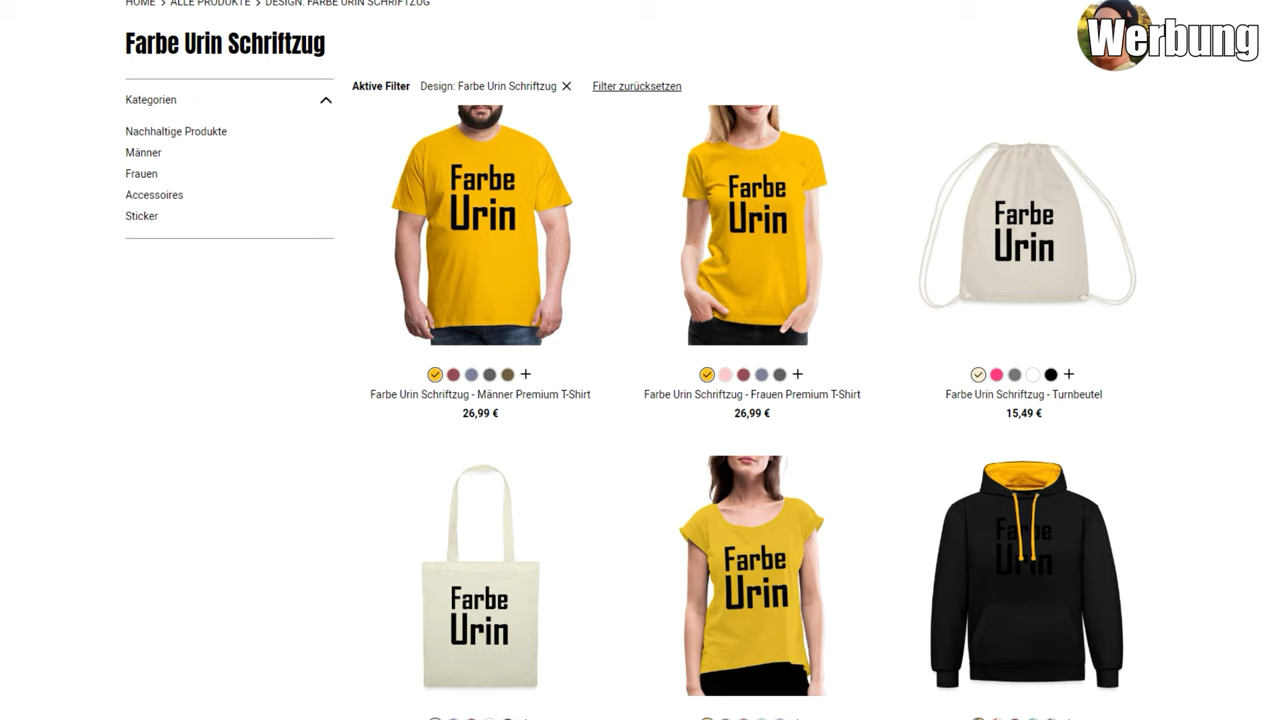 HOME > ALLE PRODUKTE > DESIGN: FARBE URIN SCHRIFTZUG
Werbung
Farbe Urin Schriftzug
Aktive Filter Design: Farbe Urin Schriftzug Filter zurücksetzen
Kategorien
Nachhaltige Produkte
Männer
Frauen
Accessoires
Sticker
Farbe
Urin
Farbe
Urin
Farbe
Urin
Farbe Urin Schriftzug - Männer Premium T-Shirt
26,99 €
Farbe Urin Schriftzug - Frauen Premium T-Shirt
26,99 €
Farbe Urin Schriftzug - Turnbeutel
15,49 €
Farbe
Urin
Farbe
Urin
Farbe
Urin